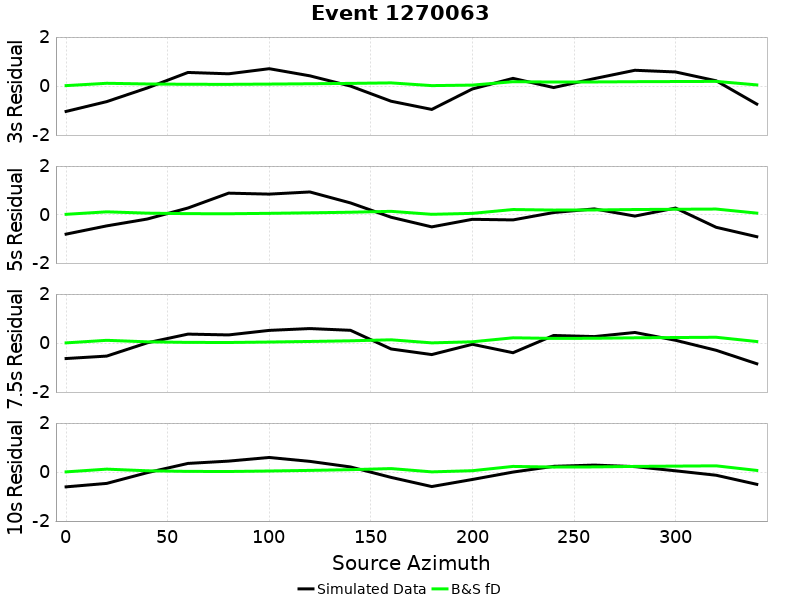 Event 1270063
3s Residual
2
0
-2
5s Residual
2
0
-2
7.5s Residual
2
0
-2
10s Residual
2
0
-2
0 50 100 150 200 250 300
Source Azimuth
Simulated Data B&S fD